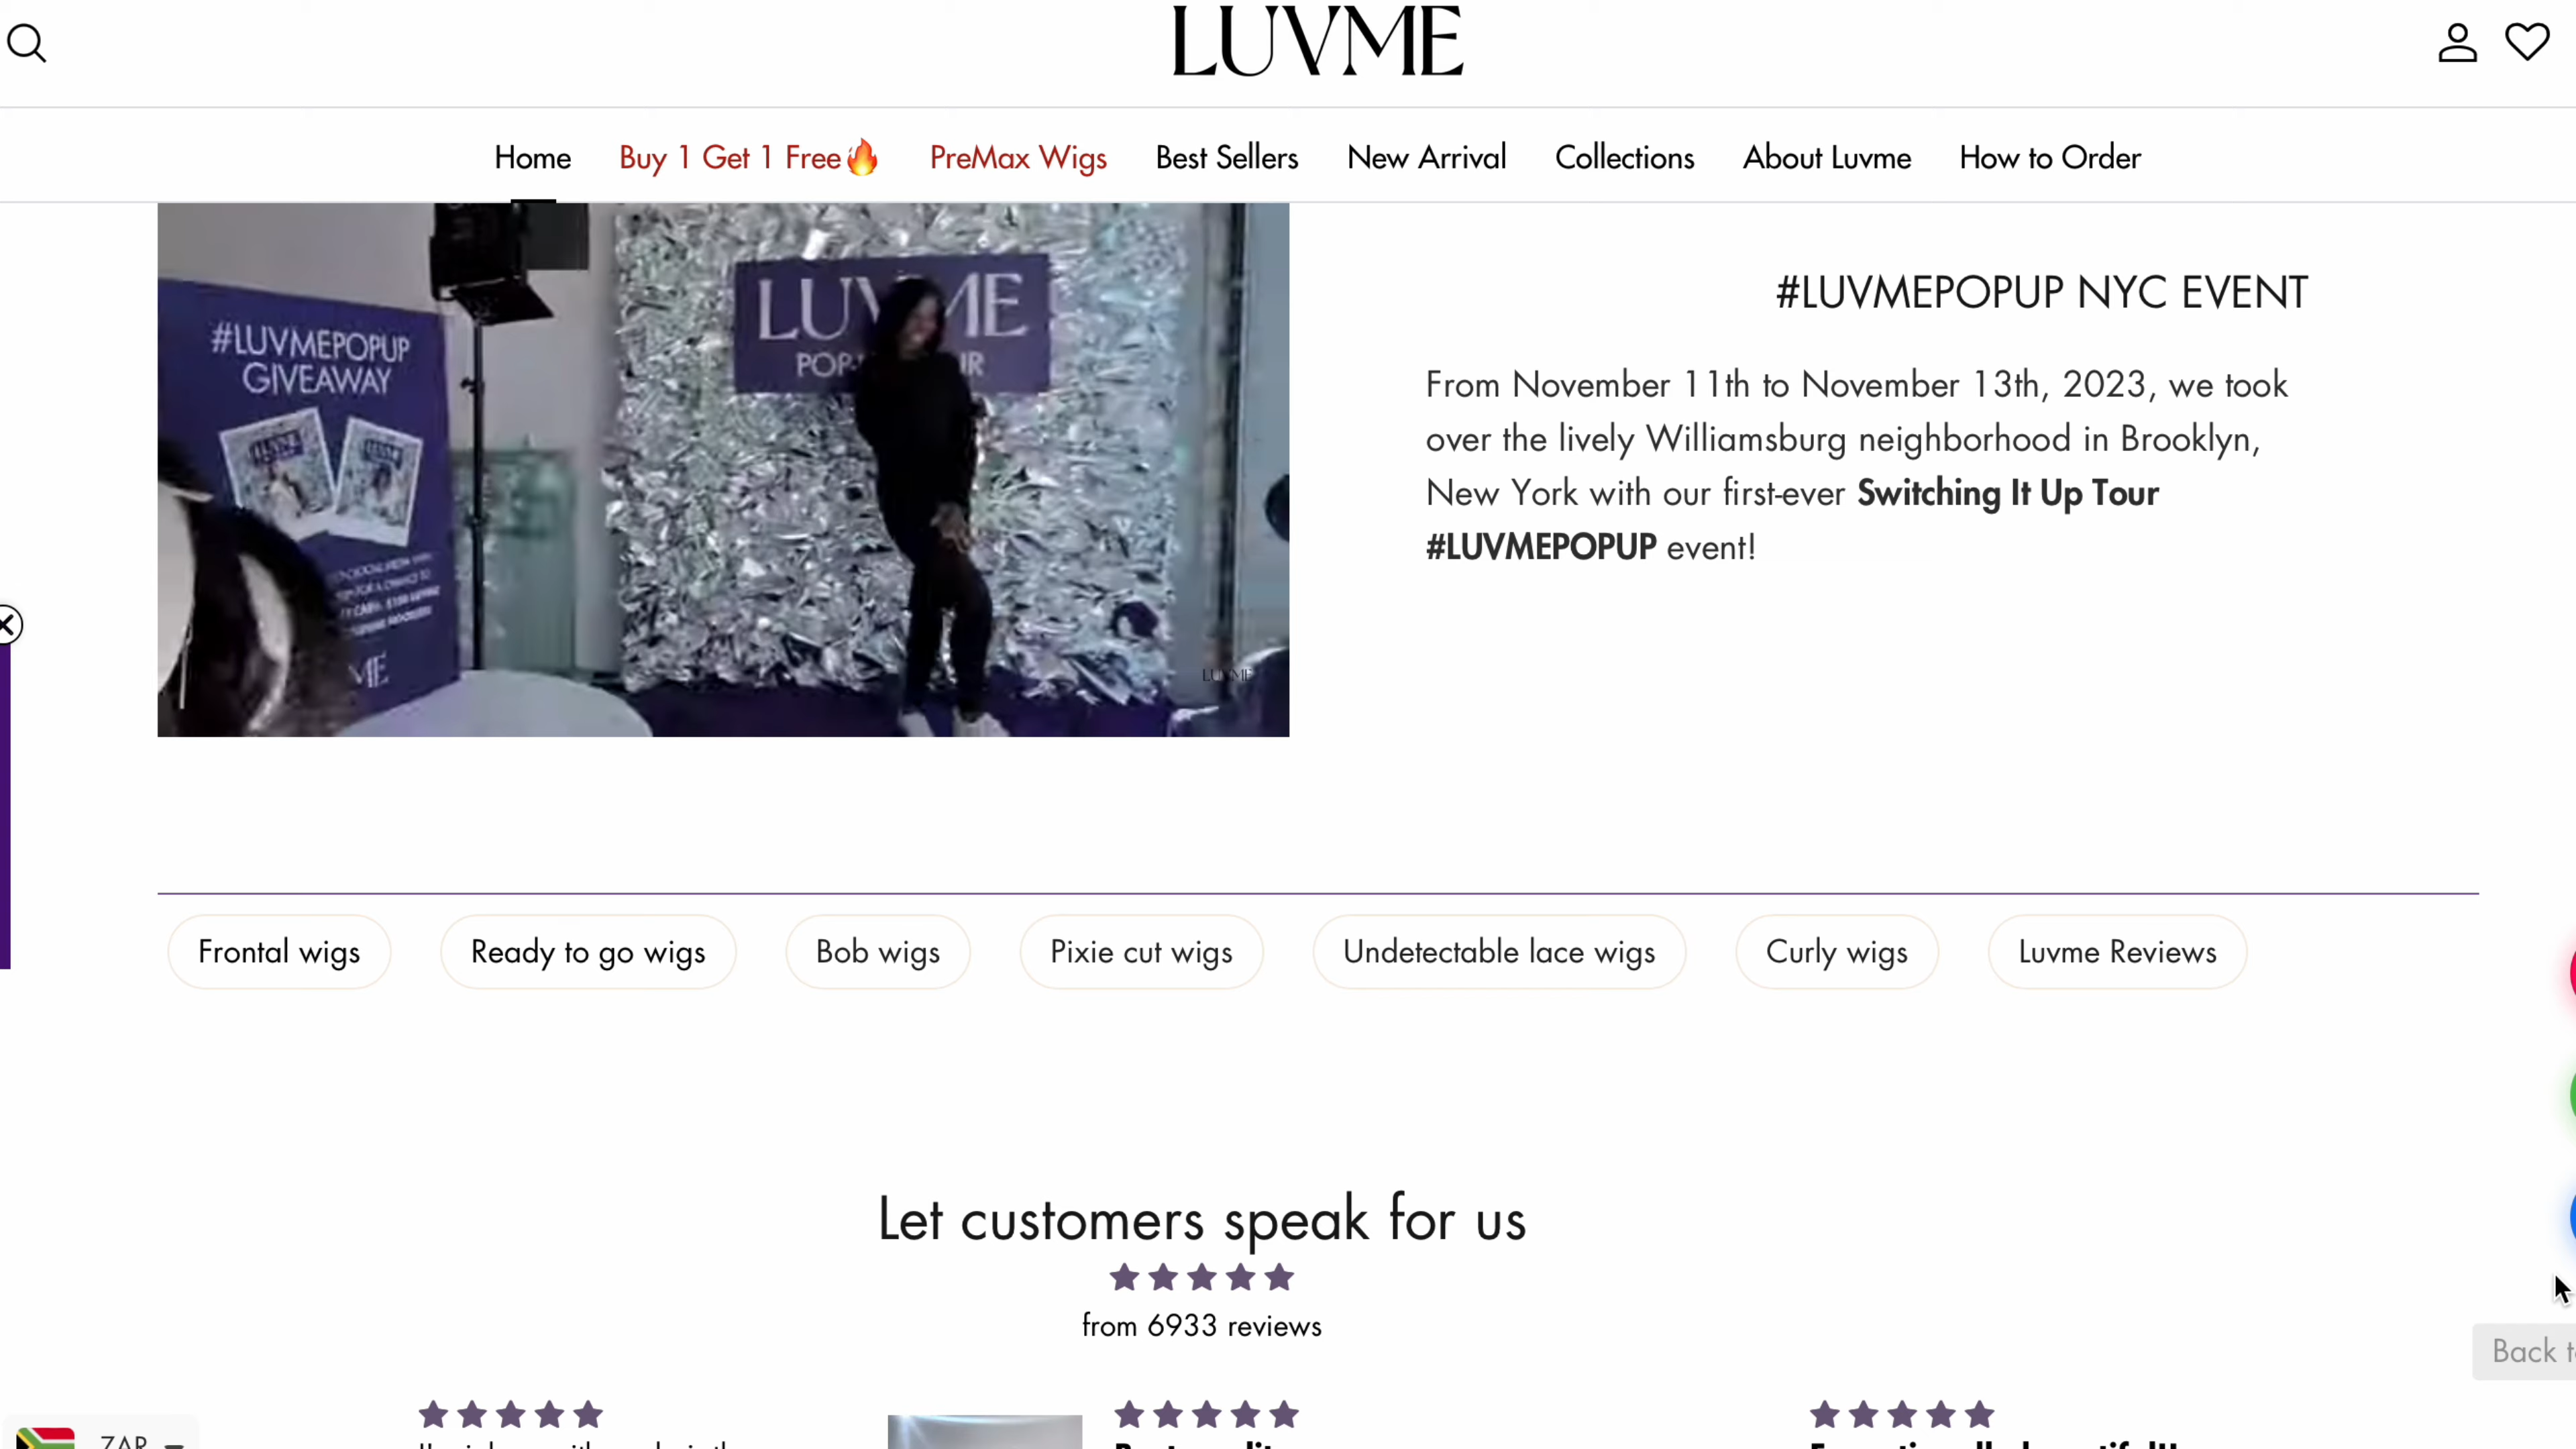 LUVME
Home Buy 1 Get 1 Free🔥 PreMax Wigs Best Sellers New Arrival Collections About Luvme How to Order
#LUVMEPOPUP
GIVEAWAY
LUVME
#LUVMEPOPUP NYC EVENT
From November 11th to November 13th, 2023, we took
over the lively Williamsburg neighborhood in Brooklyn,
New York with our first-ever Switching It Up Tour
#LUVMEPOPUP event!
LUVME
Frontal wigs Ready to go wigs Bob wigs Pixie cut wigs Undetectable lace wigs Curly wigs Luvme Reviews
Let customers speak for us
from 6933 reviews
Back
ZAR